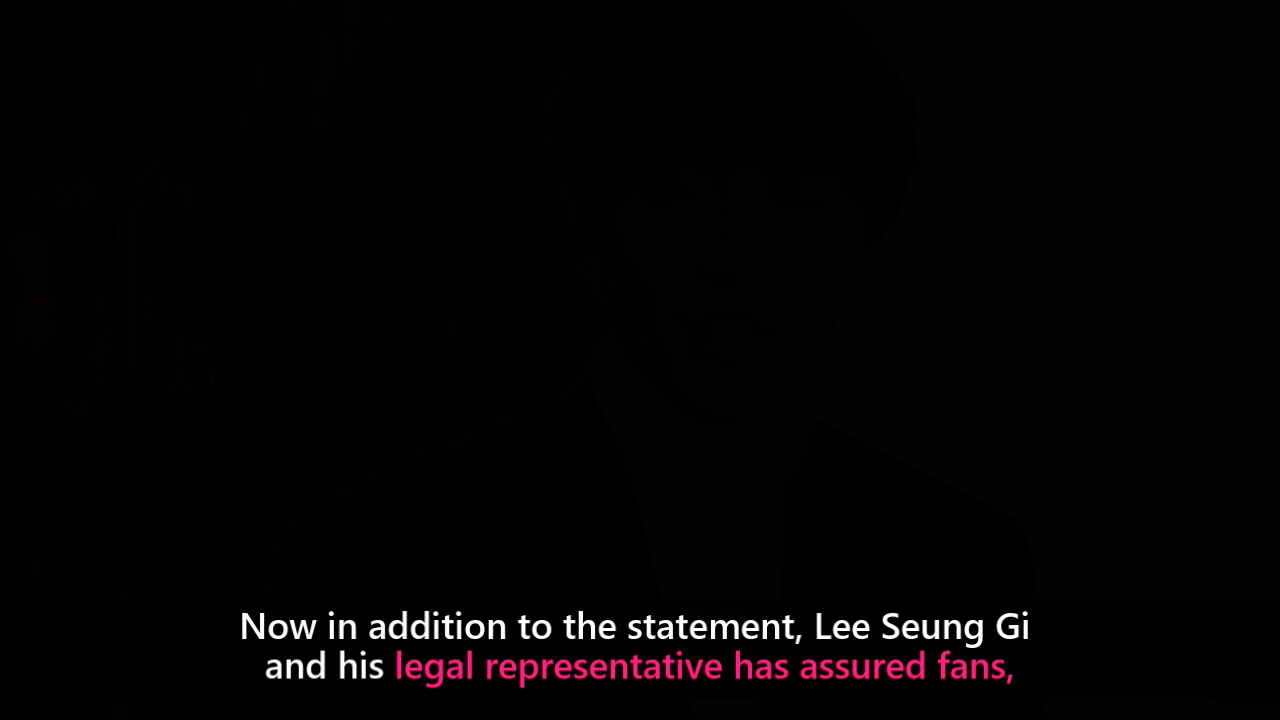 Now in addition to the statement, Lee Seung Gi
and his legal representative has assured fans,